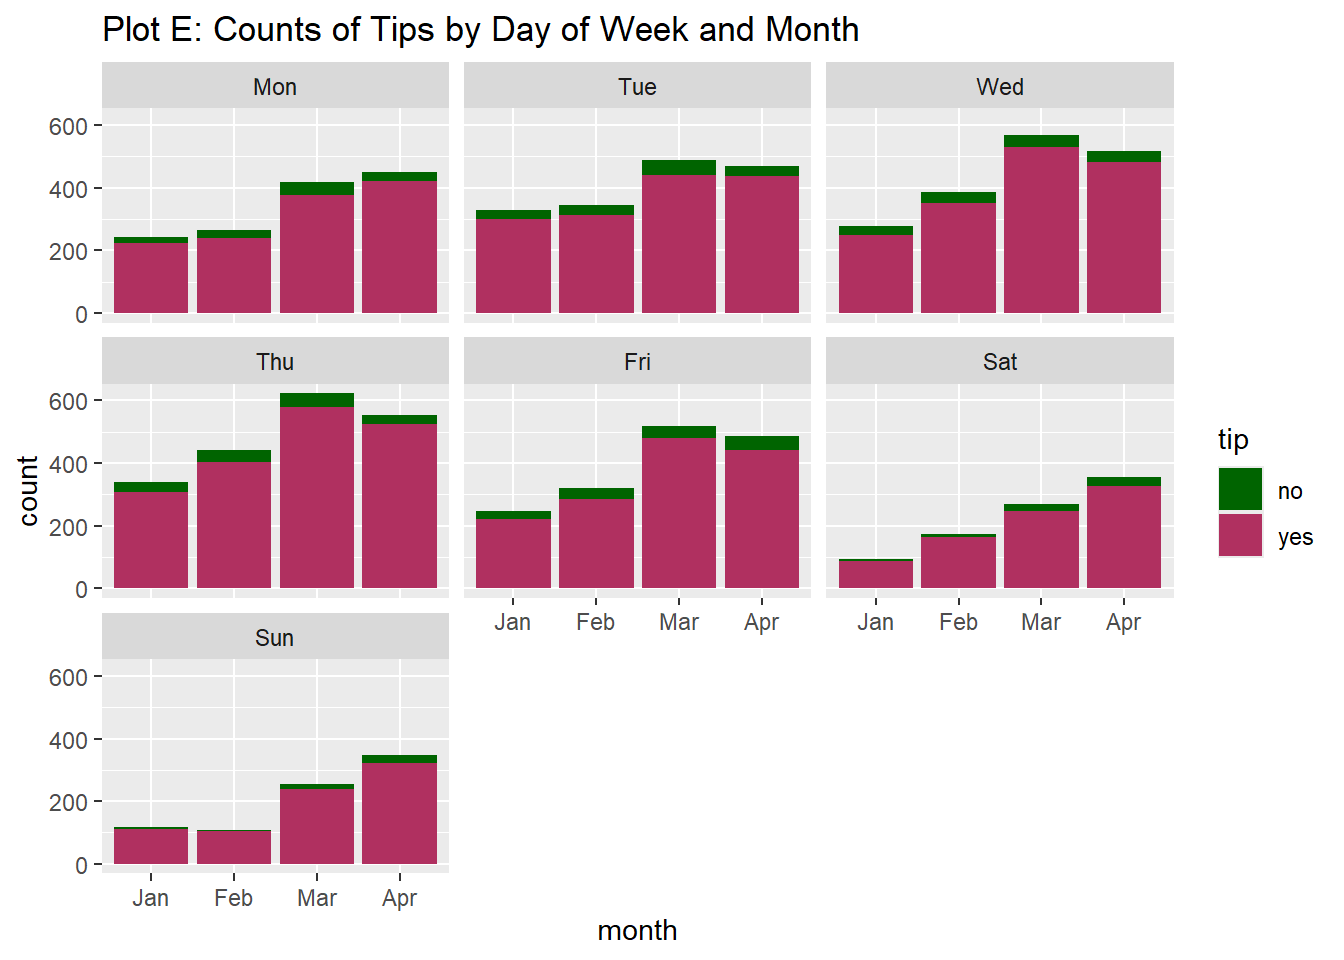 Plot E: Counts of Tips by Day of Week and Month
Mon Tue Wed
600
400
200
0
Thu Fri Sat
600
400
200
0
Jan Feb Mar Apr Jan Feb Mar Apr
Sun
600
400
200
0
Jan Feb Mar Apr
month
count
tip
no
yes